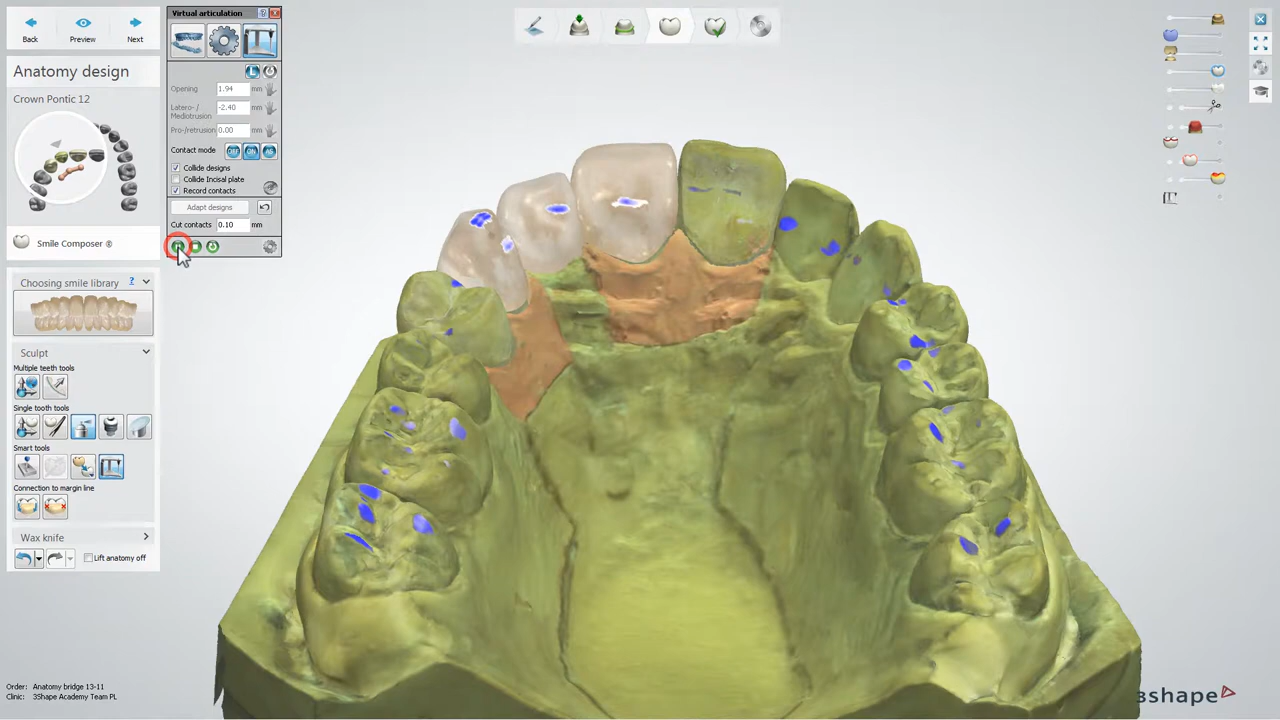 Back
Preview
Next
Anatomy design
Crown Pontic 12
Smile Composer ®
Choosing smile library
?
Sculpt
Multiple teeth tools
Single tooth tools
Smart tools
Connection to margin line
Wax knife
Lift anatomy off
Order: Anatomy bridge 13-11
Clinic: 3Shape Academy Team PL
Virtual articulation
?
L
Opening 1.94 mm
Latero- / Mediotrusion -2.40 mm
Pro-/retrusion 0.00 mm
Contact mode OFF ON AS
Collide designs
Collide Incisal plate
Record contacts
Adapt designs
Cut contacts 0.10 mm
3shape